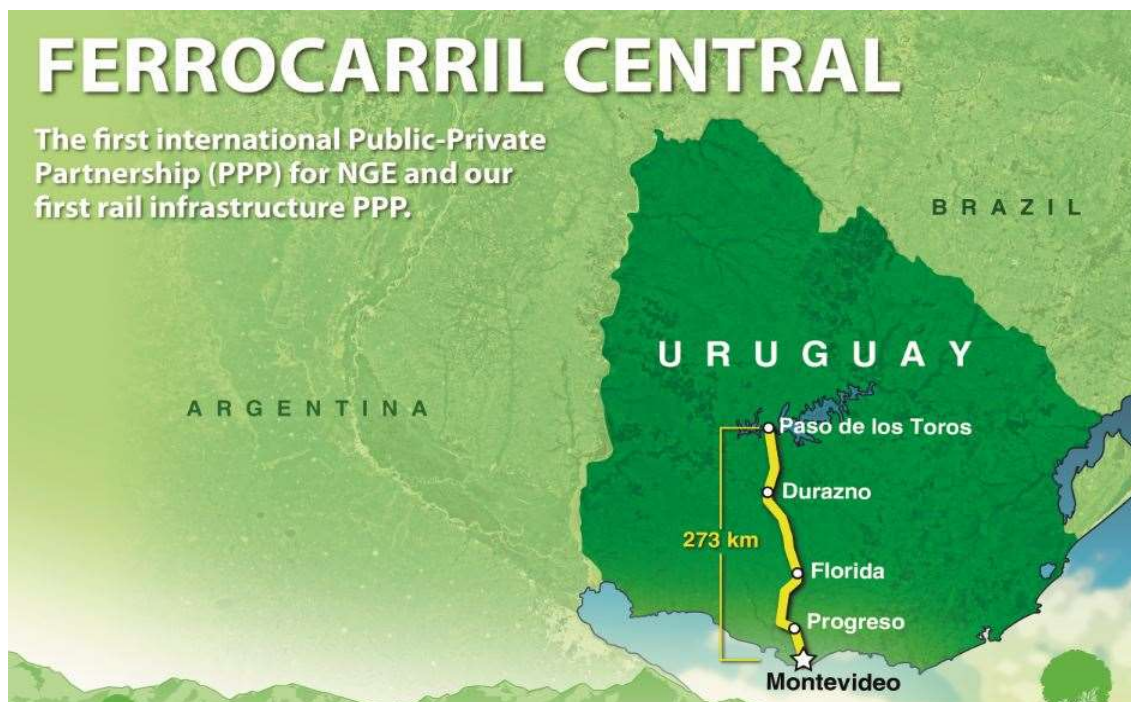 FERROCARRIL CENTRAL
The first international Public-Private
Partnership (PPP) for NGE and our
first rail infrastructure PPP.
BRAZIL
URUGUAY
ARGENTINA
Paso de los Toros
Durazno
273 km
Florida
Progreso
Montevideo